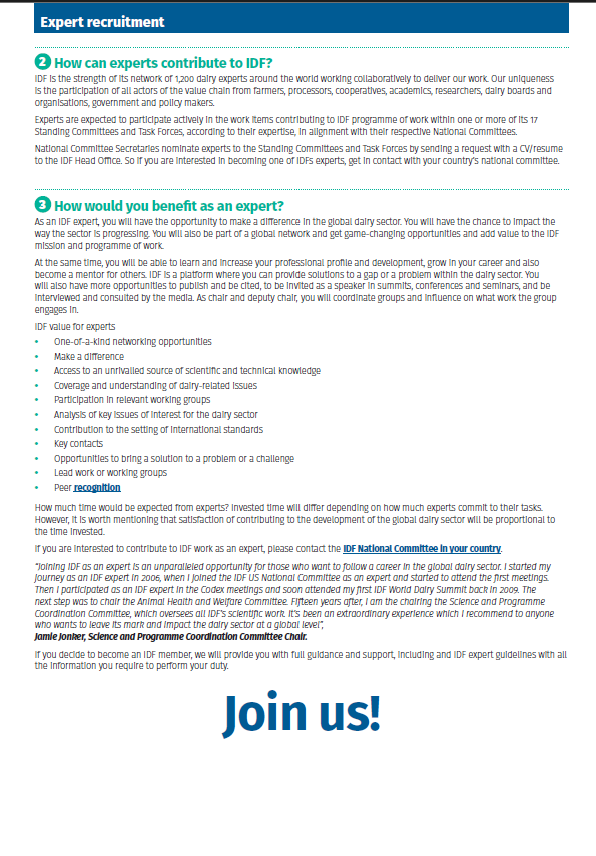 Expert recruitment
2 How can experts contribute to IDF?
IDF is the strength of its network of 1,200 dairy experts around the world working collaboratively to deliver our work. Our uniqueness
is the participation of all actors of the value chain from farmers, processors, cooperatives, academics, researchers, dairy boards and
organisations, government and policy makers.
Experts are expected to participate actively in the work items contributing to IDF programme of work within one or more of its 17
Standing Committees and Task Forces, according to their expertise, in alignment with their respective National Committees.
National Committee Secretaries nominate experts to the Standing Committees and Task Forces by sending a request with a CV/resume
to the IDF Head Office. So if you are interested in becoming one of IDFs experts, get in contact with your country's national committee.
3 How would you benefit as an expert?
As an IDF expert, you will have the opportunity to make a difference in the global dairy sector. You will have the chance to impact the
way the sector is progressing. You will also be part of a global network and get game-changing opportunities and add value to the IDF
mission and programme of work.
At the same time, you will be able to learn and increase your professional profile and development, grow in your career and also
become a mentor for others. IDF is a platform where you can provide solutions to a gap or a problem within the dairy sector. You
will also have more opportunities to publish and be cited, to be invited as a speaker in summits, conferences and seminars, and be
interviewed and consulted by the media. As chair and deputy chair, you will coordinate groups and influence on what work the group
engages in.
IDF value for experts
• One-of-a-kind networking opportunities
• Make a difference
• Access to an unrivalled source of scientific and technical knowledge
• Coverage and understanding of dairy-related issues
• Participation in relevant working groups
• Analysis of key issues of interest for the dairy sector
• Contribution to the setting of international standards
• Key contacts
• Opportunities to bring a solution to a problem or a challenge
• Lead work or working groups
• Peer recognition
How much time would be expected from experts? Invested time will differ depending on how much experts commit to their tasks.
However, it is worth mentioning that satisfaction of contributing to the development of the global dairy sector will be proportional to
the time invested.
If you are interested to contribute to IDF work as an expert, please contact the IDF National Committee in your country.
"Joining IDF as an expert is an unparalleled opportunity for those who want to follow a career in the global dairy sector. I started my
journey as an IDF expert in 2006, when I joined the IDF US National Committee as an expert and started to attend the first meetings.
Then I participated as an IDF expert in the Codex meetings and soon attended my first IDF World Dairy Summit back in 2009. The
next step was to chair the Animal Health and Welfare Committee. Fifteen years after, I am the chairing the Science and Programme
Coordination Committee, which oversees all IDF's scientific work. It's been an extraordinary experience which I recommend to anyone
who wants to leave its mark and impact the dairy sector at a global level",
Jamie Jonker, Science and Programme Coordination Committee Chair.
If you decide to become an IDF member, we will provide you with full guidance and support, including and IDF expert guidelines with all
the information you require to perform your duty.
Join us!